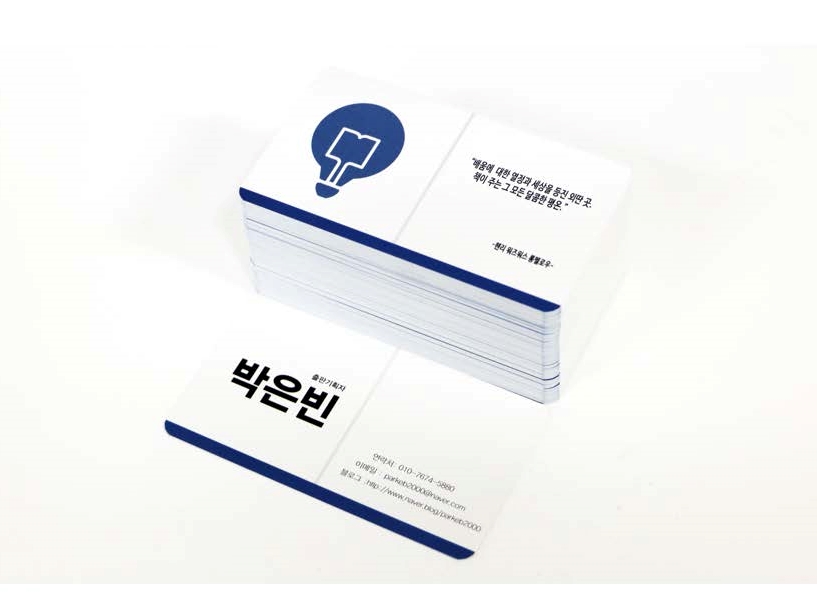 "배움에 대한 열정과 세상을 등진 외딴 곳.
책이 주는 그 모든 달콤한 평온."
-헨리 워즈워스 롱펠로우-
출판기획자
박은빈
연락처 010-7674-5880
이메일 : parkeb2000@naver.com
블로그 : http://www.naver.blog/parkeb2000